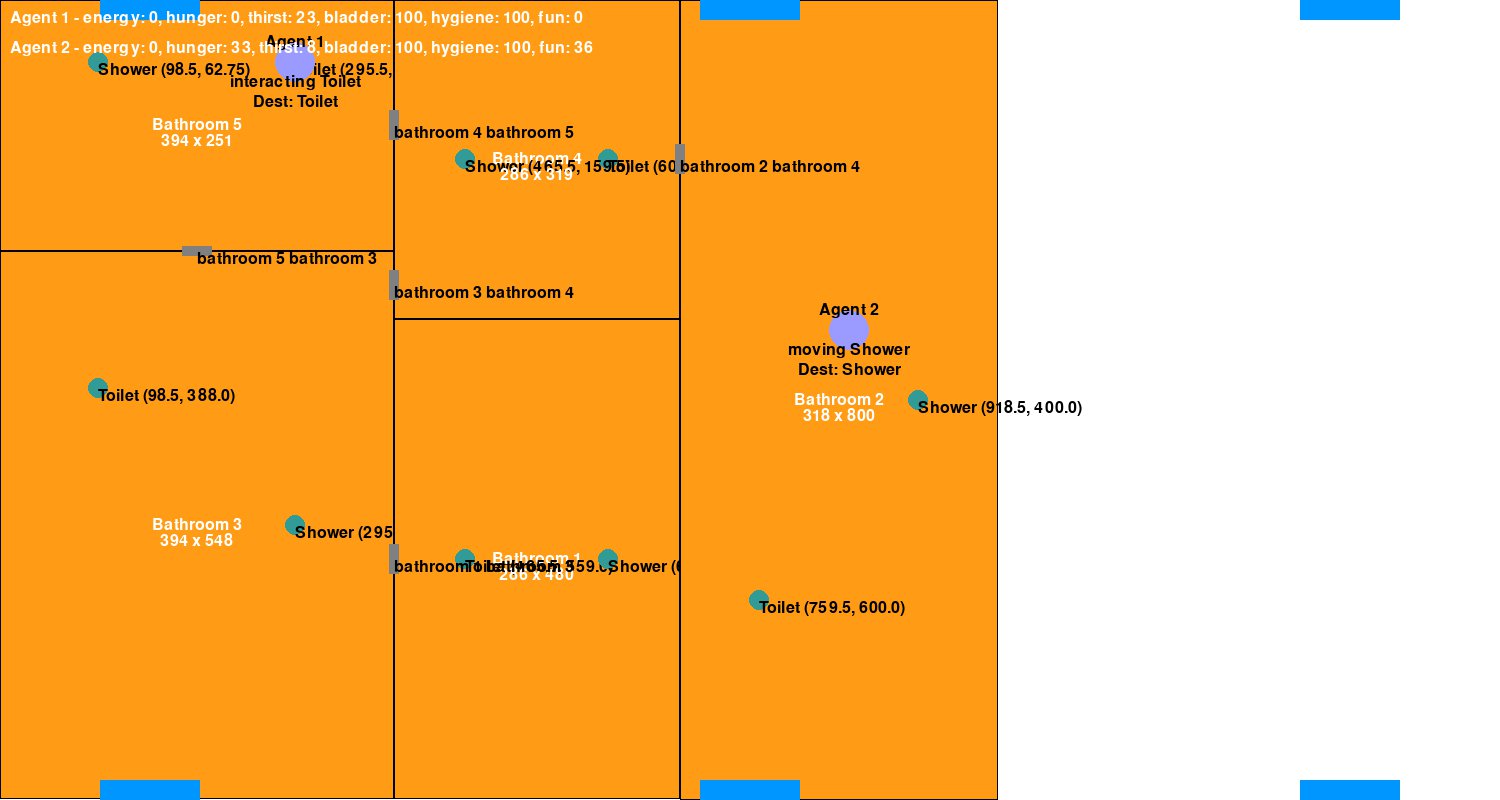 Agent 1 - energy: 0, hunger: 0, thirst: 23, bladder: 100, hygiene: 100, fun: 0
Agent 1
Agent 2 - energy: 0, hunger: 33, thirst: 8, bladder: 100, hygiene: 100, fun: 36
Shower (98.5, 62.75)
Toilet (295.5,
interacting Toilet
Dest: Toilet
Bathroom 5
394 x 251
bathroom 4 bathroom 5
Bathroom 4
286 x 319
Shower (465.5, 159.5)
Toilet (60
bathroom 2 bathroom 4
bathroom 5 bathroom 3
bathroom 3 bathroom 4
Agent 2
moving Shower
Dest: Shower
Toilet (98.5, 388.0)
Bathroom 2
318 x 800
Shower (918.5, 400.0)
Bathroom 3
394 x 548
Shower (295
bathroom 1 bathroom 3
Bathroom 1
286 x 480
Toilet (465.5, 559.0)
Shower (
Toilet (759.5, 600.0)